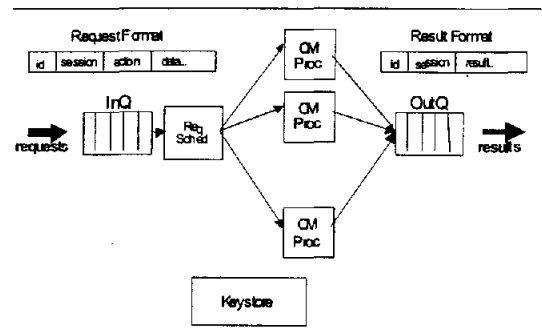 Request Format
id session action data..
InQ
requests
Req
Sched
CM
Proc
CM
Proc
CM
Proc
Result Format
id session result..
OutQ
results
Keystore